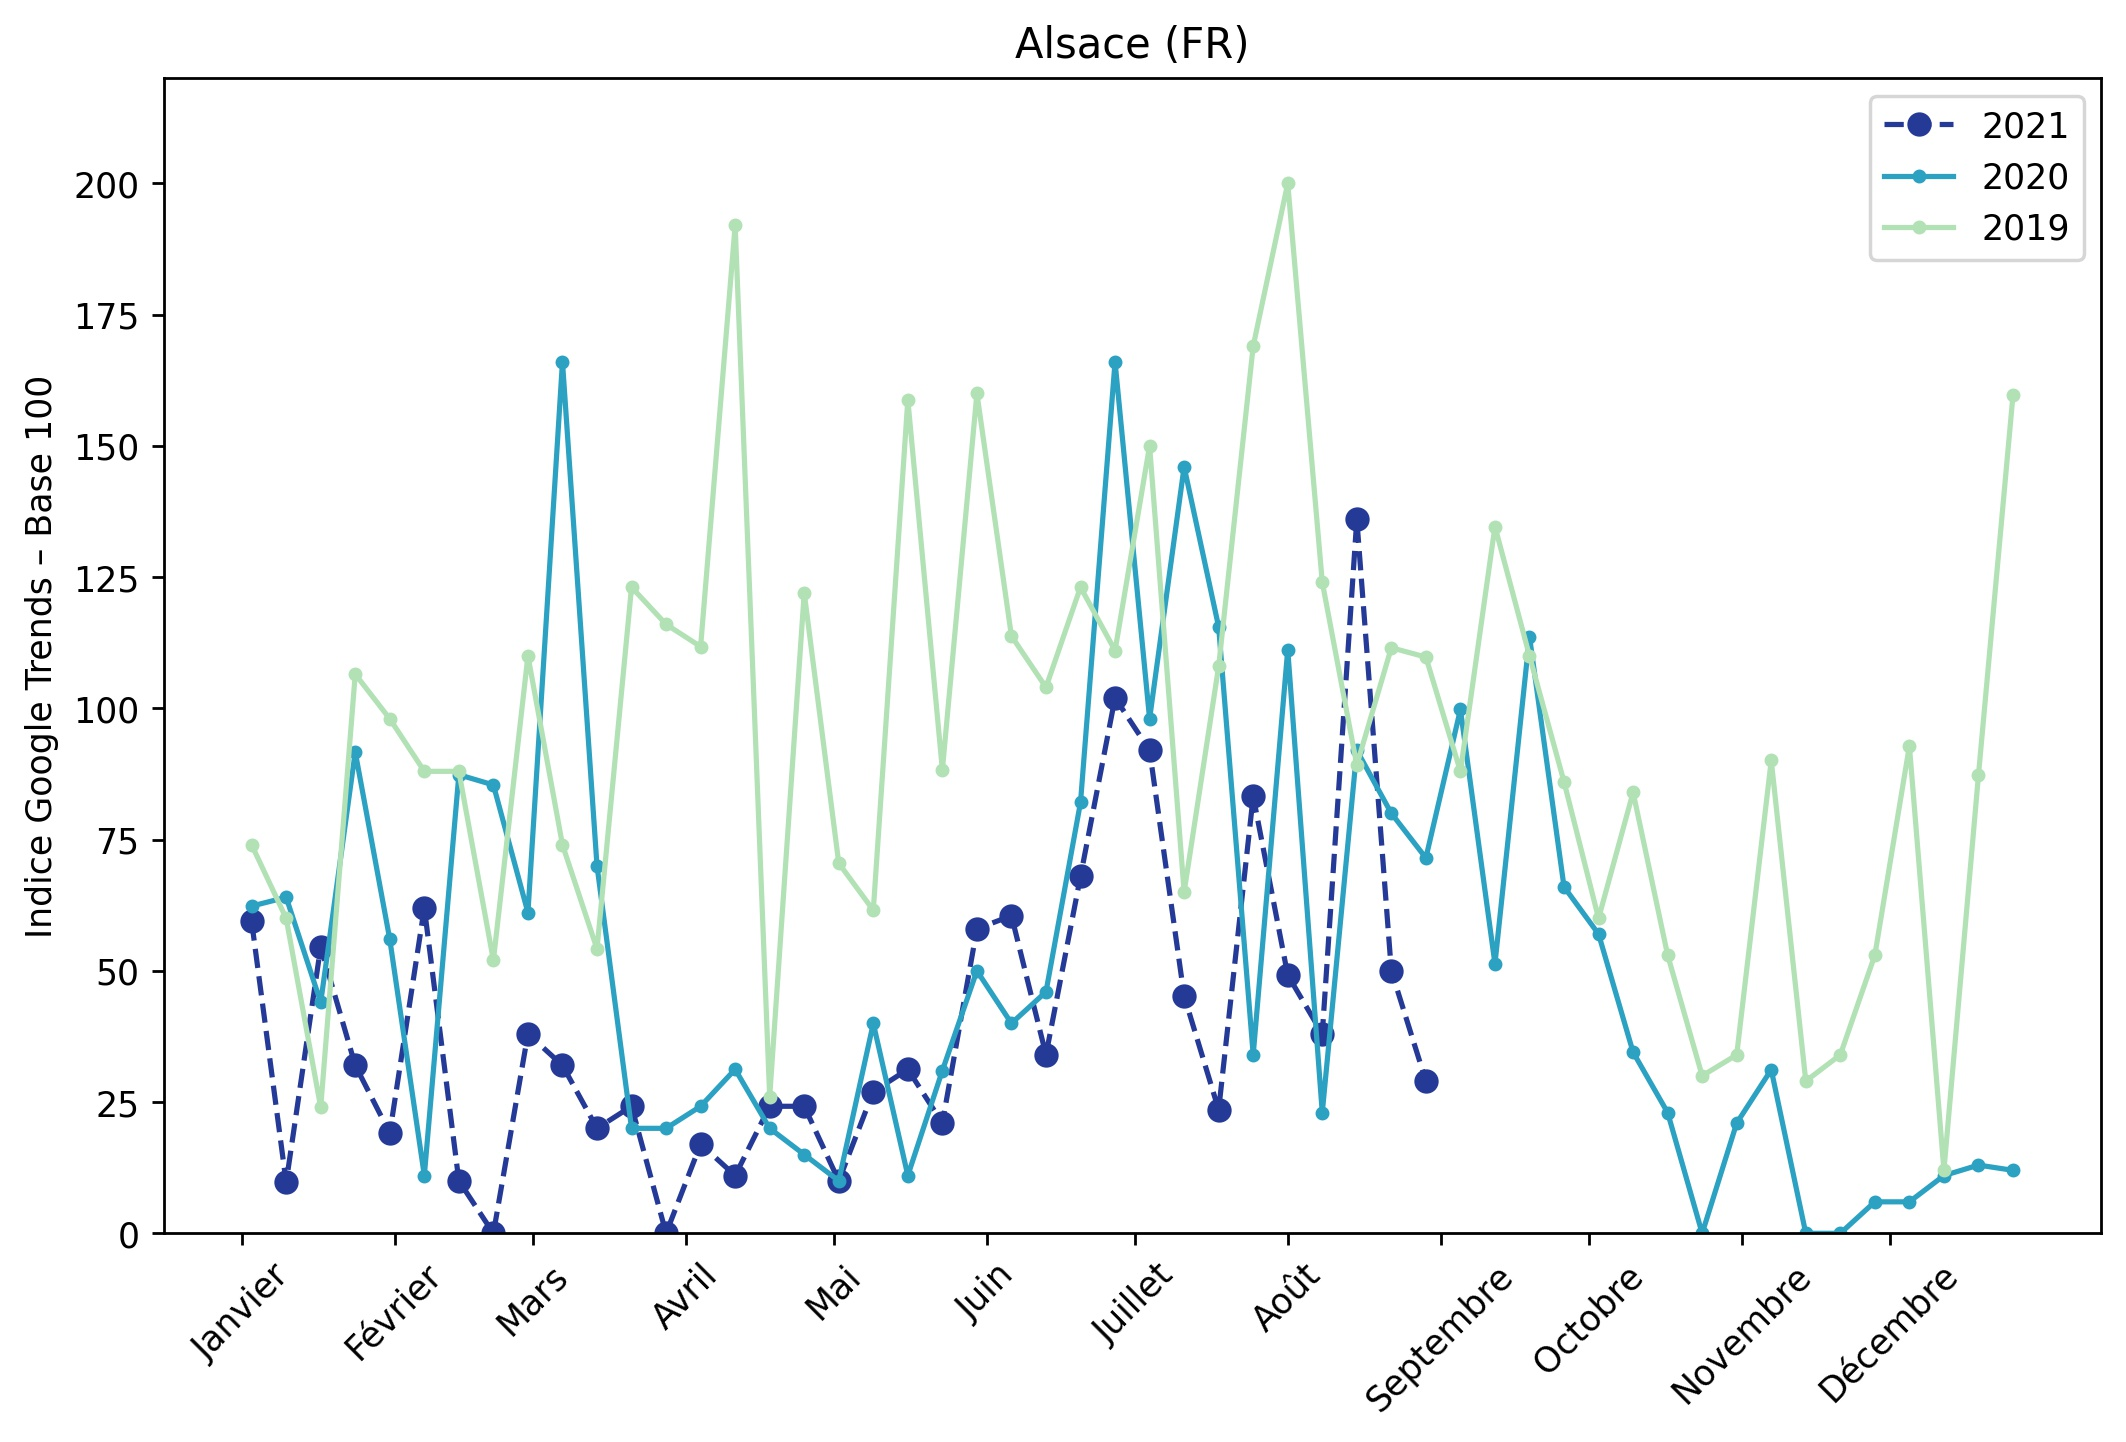 Alsace (FR)
2021
2020
2019
Indice Google Trends – Base 100
200
175
150
125
100
75
50
25
0
Janvier
Février
Mars
Avril
Mai
Juin
Juillet
Août
Septembre
Octobre
Novembre
Décembre